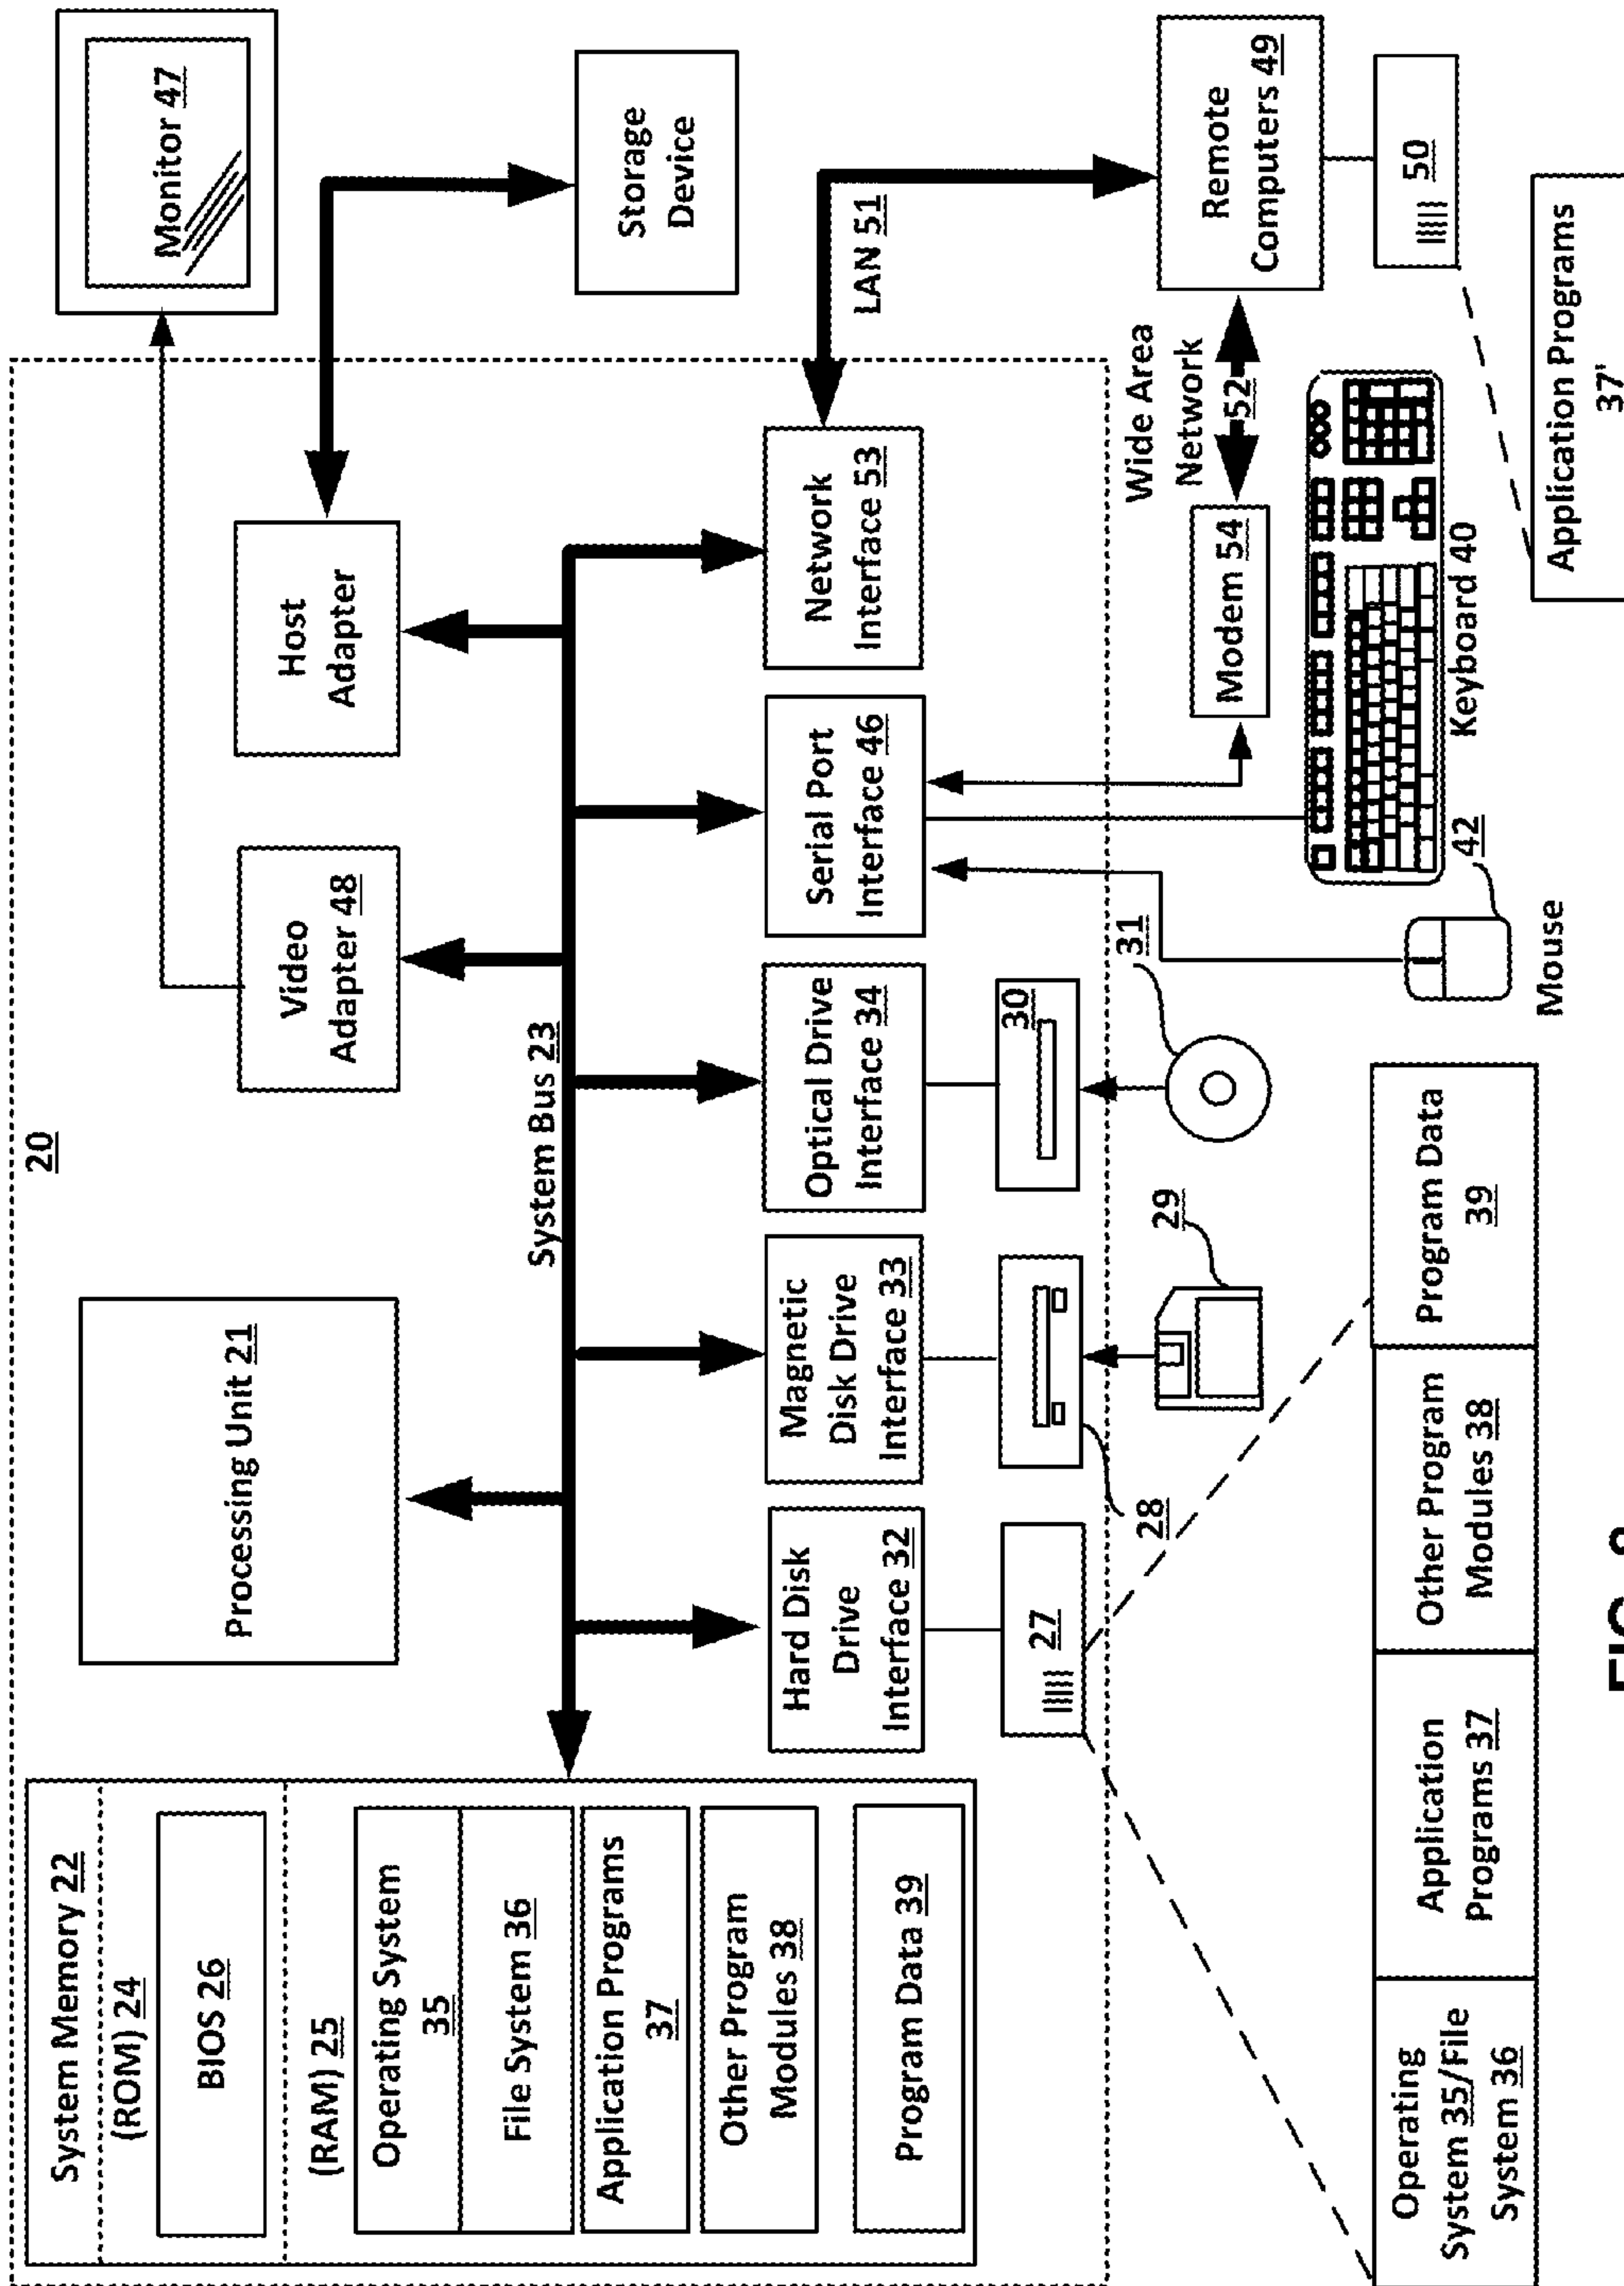 20
System Memory 22
(ROM) 24
BIOS 26
(RAM) 25
Operating System
35
File System 36
Application Programs
37
Other Program
Modules 38
Program Data 39
Processing Unit 21
Video
Adapter 48
Host
Adapter
Monitor 47
Storage
Device
System Bus 23
Hard Disk
Drive
Interface 32
Magnetic
Disk Drive
Interface 33
Optical Drive
Interface 34
Serial Port
Interface 46
Network
Interface 53
LAN 51
27
28
29
30
31
Wide Area
Network
52
Modem 54
Remote
Computers 49
50
Keyboard 40
42
Mouse
Operating
System 35/File
System 36
Application
Programs 37
Other Program
Modules 38
Program Data
39
Application Programs
37'
FIG.